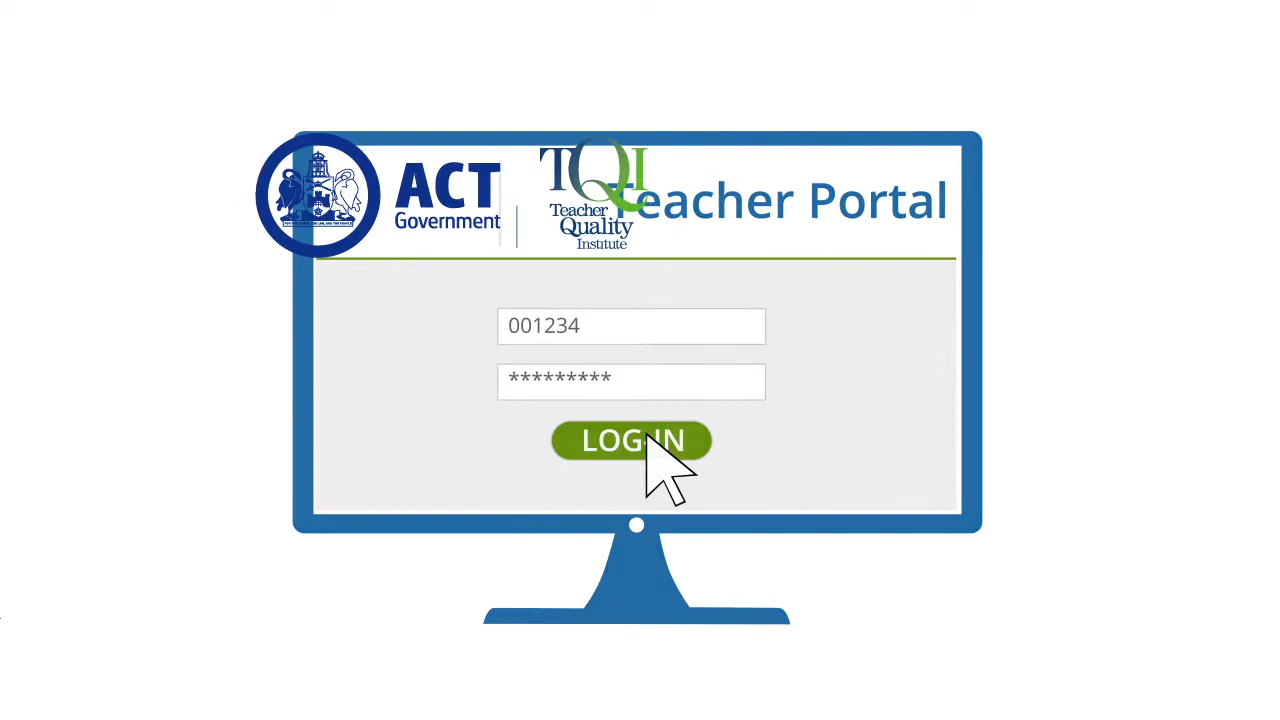 ACT
Government
TQI
Teacher
Quality
Institute
Teacher Portal
001234
*********
LOG-IN